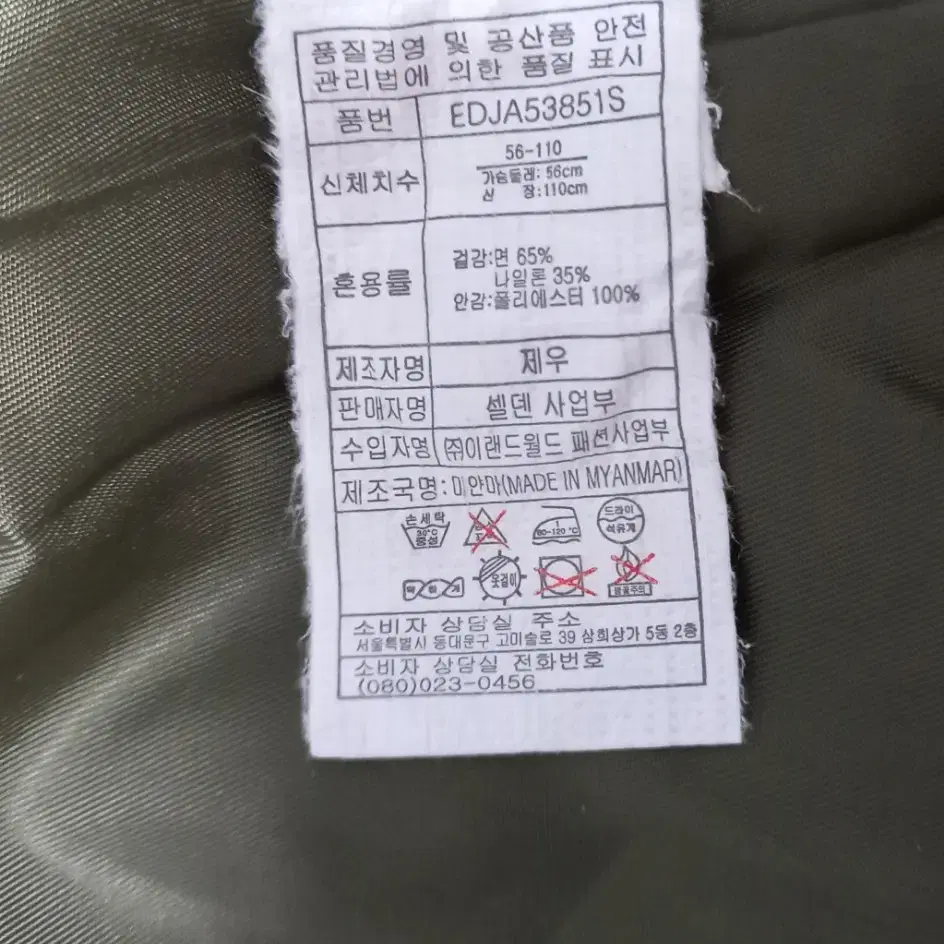 품질경영 및 공산품 안전
관리법에 의한 품질 표시
품번 EDJA53851S
신체치수 56-110
가슴둘레: 56cm
신 장:110cm
혼용률 겉감:면 65%
나일론 35%
안감:폴리에스터 100%
제조자명 제우
판매자명 셀덴 사업부
수입자명 ㈜이랜드월드 패션사업부
제조국명: 미얀마(MADE IN MYANMAR)
손세탁 30°C 중성
1 80-120 °C
드라이 석유계
옷걸이
소비자 상담실 주소
서울특별시 동대문구 고미술로 39 삼희상가 5동 2층
소비자 상담실 전화번호
(080)023-0456